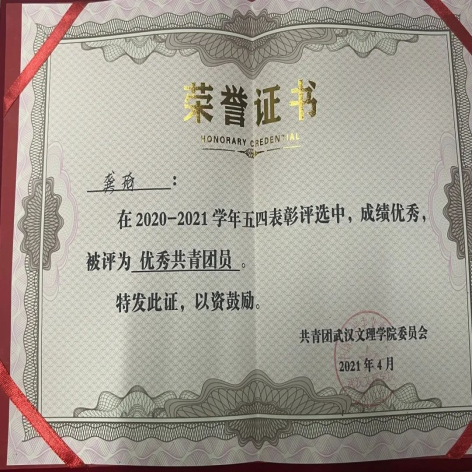 荣誉证书
HONORARY CREDENTIAL
龚
：
在2020-2021学年五四表彰评选中，成绩优秀，
被评为 优秀共青团员 。
特发此证，以资鼓励。
共青团武汉文理学院委员会
2021年4月